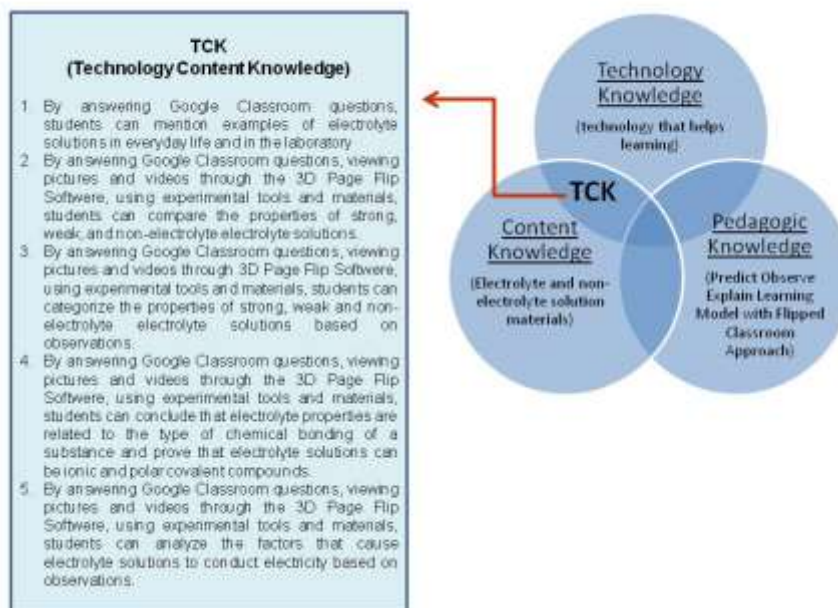 TCK
(Technology Content Knowledge)
1. By answering Google Classroom questions,
students can mention examples of electrolyte
solutions in everyday life and in the laboratory
2. By answering Google Classroom questions, viewing
pictures and videos through the 3D Page Flip
Softwere, using experimental tools and materials,
students can compare the properties of strong,
weak and non-electrolyte electrolyte solutions.
3. By answering Google Classroom questions, viewing
pictures and videos through 3D Page Flip Softwere,
using experimental tools and materials, students can
categorize the properties of strong, weak and non-
electrolyte electrolyte solutions based on
observations.
4. By answering Google Classroom questions, viewing
pictures and videos through the 3D Page Flip
Softwere, using experimental tools and materials,
students can conclude that electrolyte properties are
related to the type of chemical bonding of a
substance and prove that electrolyte solutions can
be ionic and polar covalent compounds.
5. By answering Google Classroom questions, viewing
pictures and videos through the 3D Page Flip
Softwere, using experimental tools and materials,
students can analyze the factors that cause
electrolyte solutions to conduct electricity based on
observations.
Technology
Knowledge
(technology that helps
learning)
TCK
Content
Knowledge
(Electrolyte and non-
electrolyte solution
materials)
Pedagogic
Knowledge
(Predict Observe
Explain Learning
Model with Flipped
Classroom
Approach)